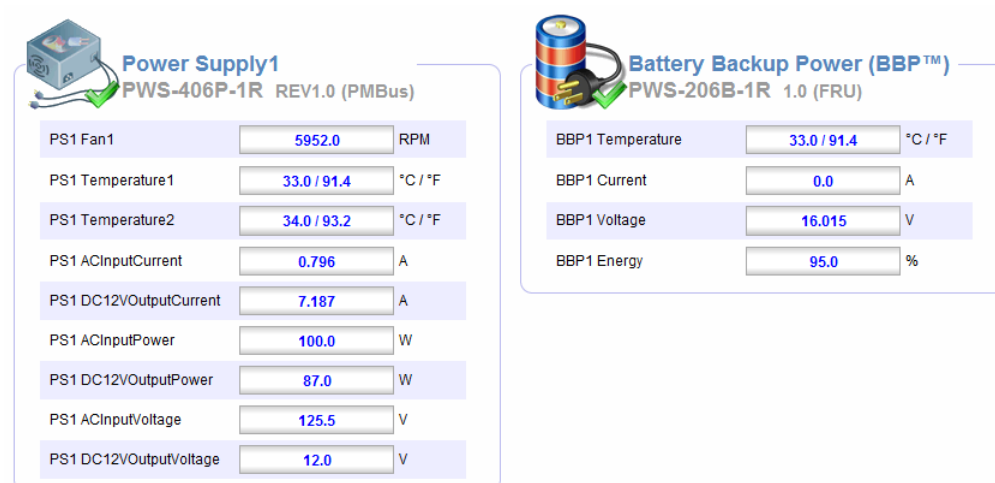 Power Supply1
PWS-406P-1R REV1.0 (PMBus)
PS1 Fan1 5952.0 RPM
PS1 Temperature1 33.0 / 91.4 °C / °F
PS1 Temperature2 34.0 / 93.2 °C / °F
PS1 ACInputCurrent 0.796 A
PS1 DC12VOutputCurrent 7.187 A
PS1 ACInputPower 100.0 W
PS1 DC12VOutputPower 87.0 W
PS1 ACInputVoltage 125.5 V
PS1 DC12VOutputVoltage 12.0 V
Battery Backup Power (BBP™)
PWS-206B-1R 1.0 (FRU)
BBP1 Temperature 33.0 / 91.4 °C / °F
BBP1 Current 0.0 A
BBP1 Voltage 16.015 V
BBP1 Energy 95.0 %